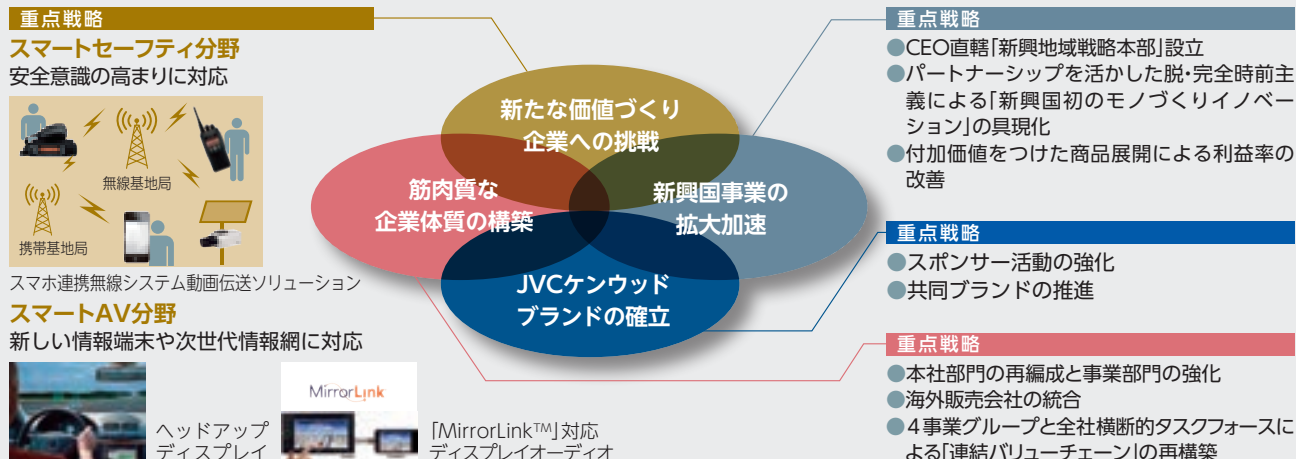 重点戦略
スマートセーフティ分野
安全意識の高まりに対応
無線基地局
携帯基地局
スマホ連携無線システム動画伝送ソリューション
スマートAV分野
新しい情報端末や次世代情報網に対応
ヘッドアップ
ディスプレイ
MirrorLink
「MirrorLink™」対応
ディスプレイオーディオ
新たな価値づくり
企業への挑戦
筋肉質な
企業体質の構築
新興国事業の
拡大加速
JVCケンウッド
ブランドの確立
重点戦略
●CEO直轄「新興地域戦略本部」設立
●パートナーシップを活かした脱・完全時前主
義による「新興国初のモノづくりイノベー
ション」の具現化
●付加価値をつけた商品展開による利益率の
改善
重点戦略
●スポンサー活動の強化
●共同ブランドの推進
重点戦略
●本社部門の再編成と事業部門の強化
●海外販売会社の統合
●4事業グループと全社横断的タスクフォースに
よる「連結バリューチェーン」の再構築